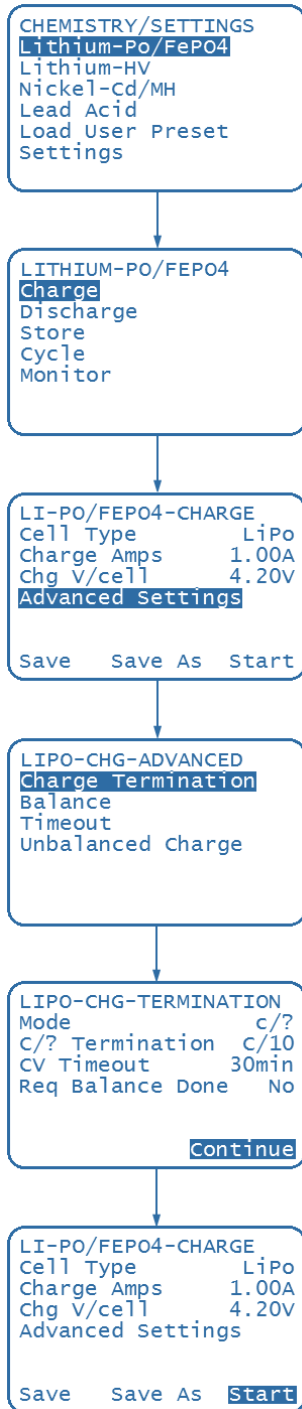 CHEMISTRY/SETTINGS
Lithium-Po/FePO4
Lithium-HV
Nickel-Cd/MH
Lead Acid
Load User Preset
Settings
LITHIUM-PO/FEPO4
Charge
Discharge
Store
Cycle
Monitor
LI-PO/FEPO4-CHARGE
Cell Type LiPo
Charge Amps 1.00A
Chg V/cell 4.20V
Advanced Settings
Save Save As Start
LIPO-CHG-ADVANCED
Charge Termination
Balance
Timeout
Unbalanced Charge
LIPO-CHG-TERMINATION
Mode c/?
C/? Termination C/10
CV Timeout 30min
Req Balance Done No
Continue
LI-PO/FEPO4-CHARGE
Cell Type LiPo
Charge Amps 1.00A
Chg V/cell 4.20V
Advanced Settings
Save Save As Start